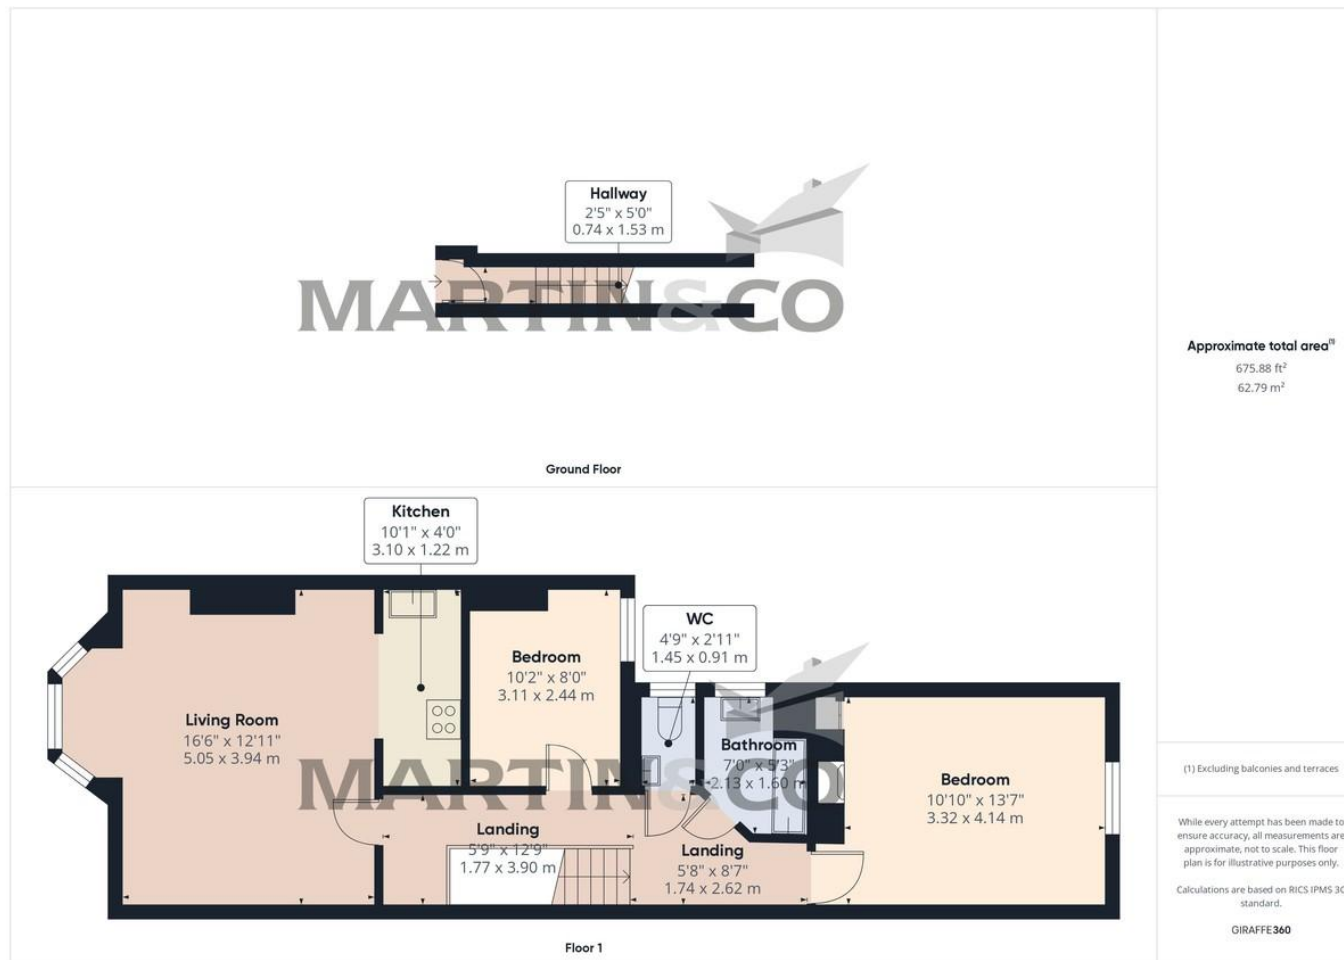 Hallway
2'5" x 5'0"
0.74 x 1.53 m
MARTIN&CO
Ground Floor
Approximate total area(1)
675.88 ft²
62.79 m²
Kitchen
10'1" x 4'0"
3.10 x 1.22 m
WC
4'9" x 2'11"
1.45 x 0.91 m
Bedroom
10'2" x 8'0"
3.11 x 2.44 m
Living Room
16'6" x 12'11"
5.05 x 3.94 m
Bathroom
7'0" x 5'3"
2.13 x 1.60 m
Bedroom
10'10" x 13'7"
3.32 x 4.14 m
MARTIN&CO
Landing
5'9" x 12'9"
1.77 x 3.90 m
Landing
5'8" x 8'7"
1.74 x 2.62 m
Floor 1
(1) Excluding balconies and terraces
While every attempt has been made to
ensure accuracy, all measurements are
approximate, not to scale. This floor
plan is for illustrative purposes only.
Calculations are based on RICS IPMS 3C
standard.
GIRAFFE360